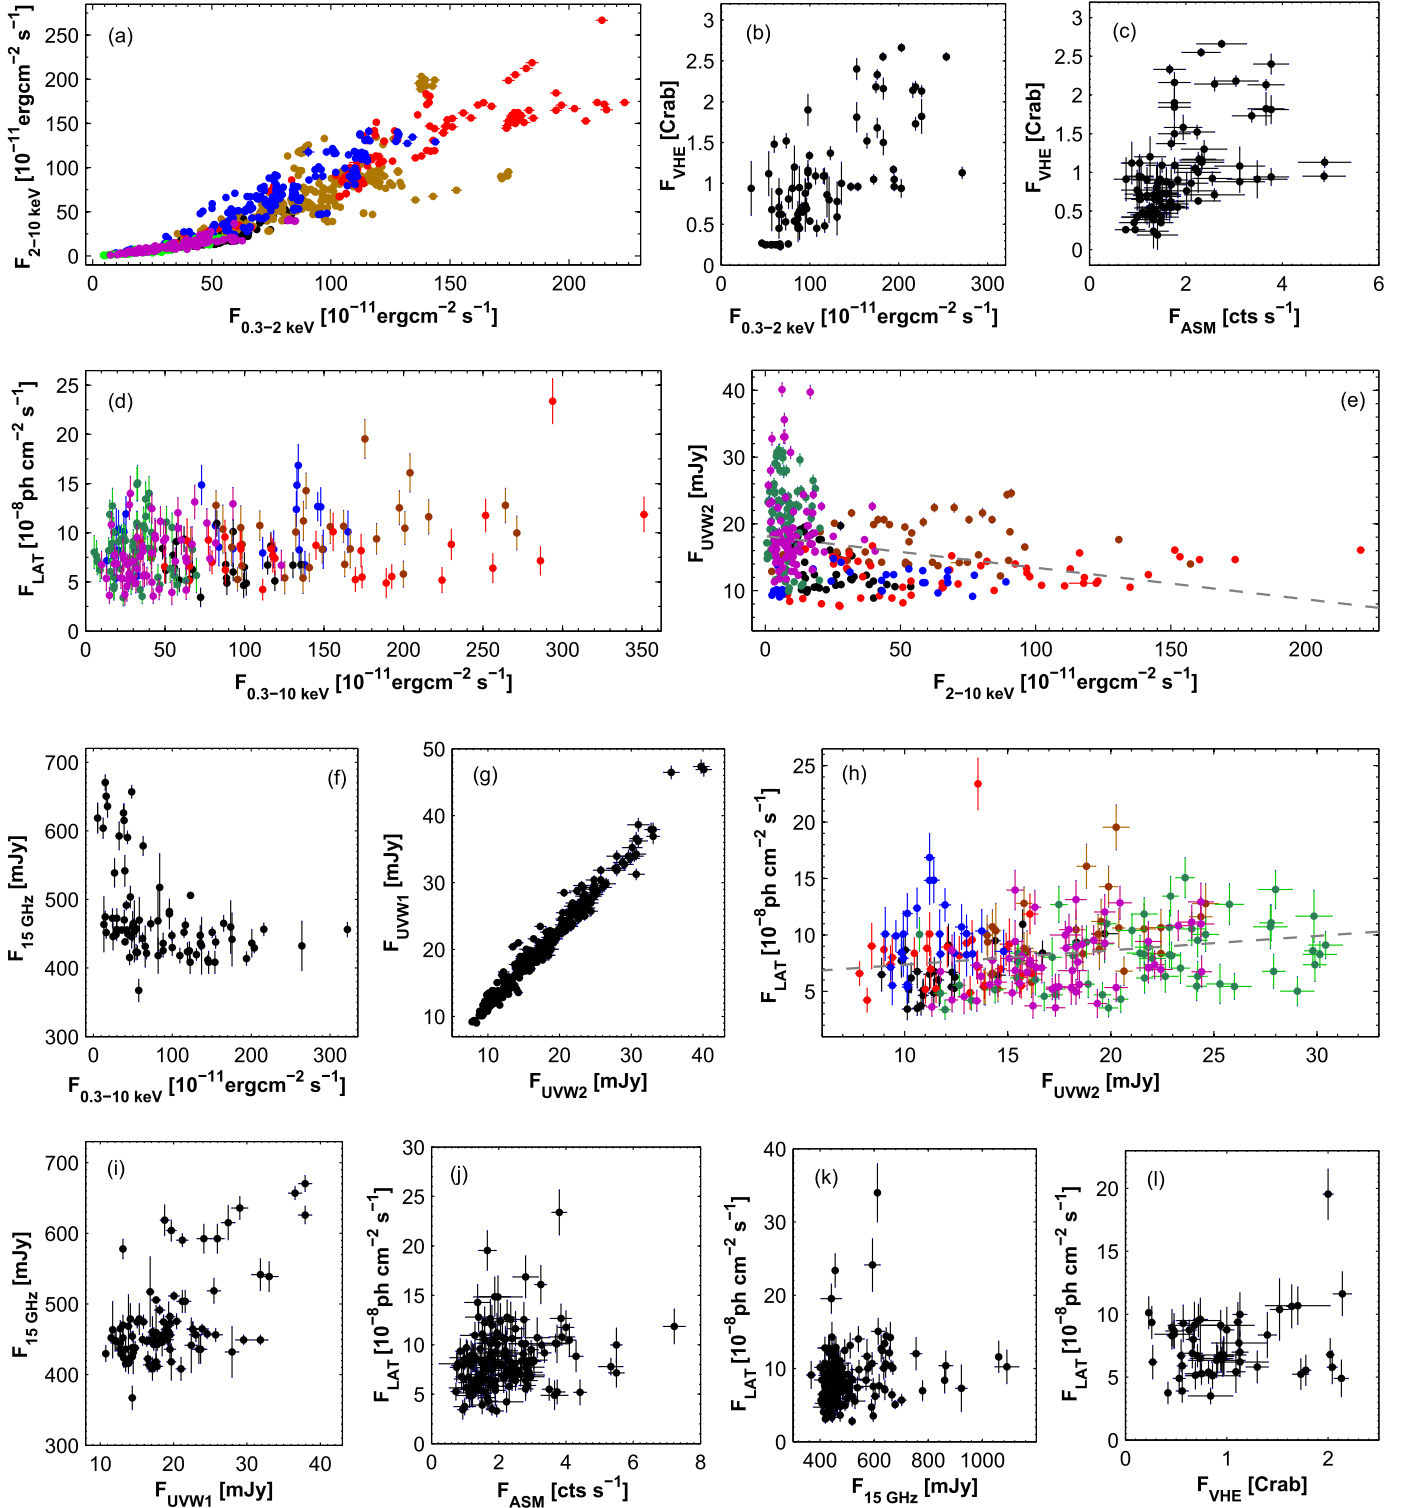 (a)
F2−10 keV [10−11ergcm−2 s−1]
250
200
150
100
50
0
0 50 100 150 200
F0.3−2 keV [10−11ergcm−2 s−1]
(b)
FVHE [Crab]
3
2.5
2
1.5
1
0.5
0
0 100 200 300
F0.3−2 keV [10−11ergcm−2 s−1]
(c)
FVHE [Crab]
3
2.5
2
1.5
1
0.5
0
0 2 4 6
FASM [cts s−1]
(d)
FLAT [10−8ph cm−2 s−1]
25
20
15
10
5
0
0 50 100 150 200 250 300 350
F0.3−10 keV [10−11ergcm−2 s−1]
(e)
FUVW2 [mJy]
40
30
20
10
0 50 100 150 200
F2−10 keV [10−11ergcm−2 s−1]
(f)
F15 GHz [mJy]
700
600
500
400
300
0 100 200 300
F0.3−10 keV [10−11ergcm−2 s−1]
(g)
FUVW1 [mJy]
50
40
30
20
10
10 20 30 40
FUVW2 [mJy]
(h)
FLAT [10−8ph cm−2 s−1]
25
20
15
10
5
10 15 20 25 30
FUVW2 [mJy]
(i)
F15 GHz [mJy]
700
600
500
400
300
10 20 30 40
FUVW1 [mJy]
(j)
FLAT [10−8ph cm−2 s−1]
30
25
20
15
10
5
0
0 2 4 6 8
FASM [cts s−1]
(k)
FLAT [10−8ph cm−2 s−1]
40
30
20
10
0
400 600 800 1000
F15 GHz [mJy]
(l)
FLAT [10−8ph cm−2 s−1]
20
15
10
5
0
0 1 2
FVHE [Crab]